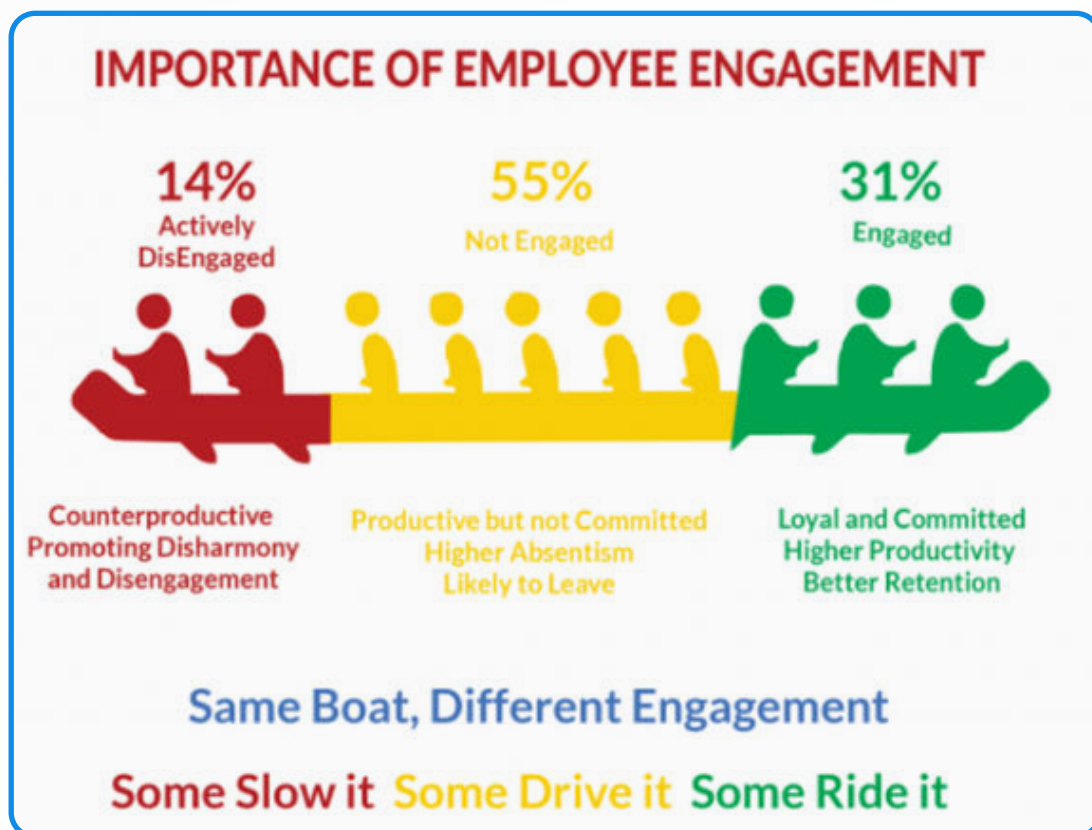 IMPORTANCE OF EMPLOYEE ENGAGEMENT
14%
Actively
DisEngaged
55%
Not Engaged
31%
Engaged
Counterproductive
Promoting Disharmony
and Disengagement
Productive but not Committed
Higher Absentism
Likely to Leave
Loyal and Committed
Higher Productivity
Better Retention
Same Boat, Different Engagement
Some Slow it Some Drive it Some Ride it